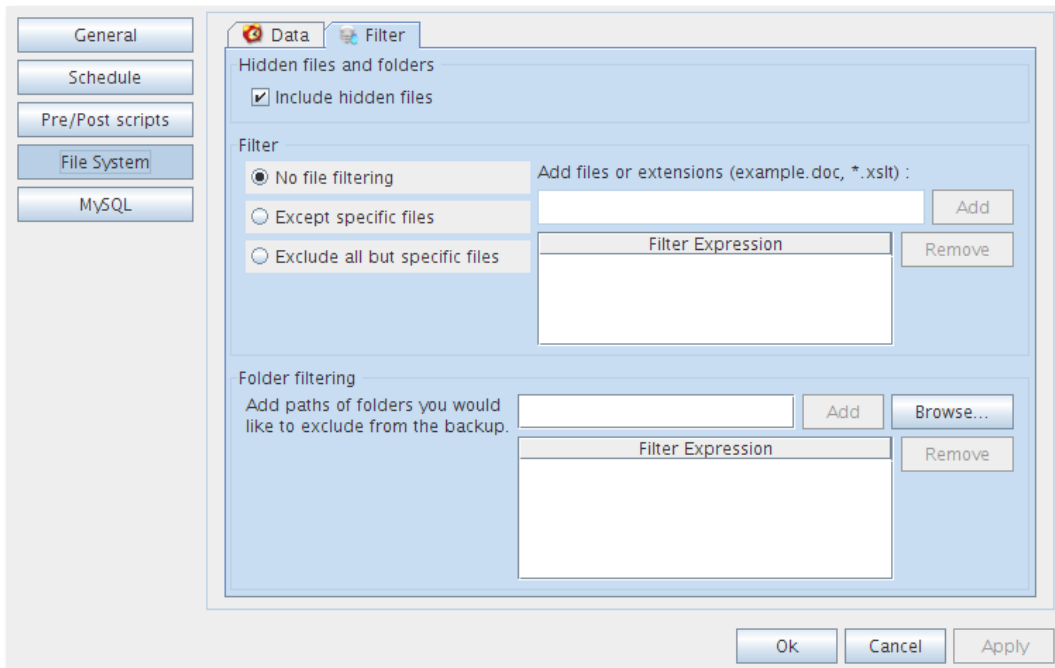 General
Schedule
Pre/Post scripts
File System
MySQL
Data
Filter
Hidden files and folders
Include hidden files
Filter
No file filtering
Except specific files
Exclude all but specific files
Add files or extensions (example.doc, *.xslt) :
Add
Filter Expression
Remove
Folder filtering
Add paths of folders you would
like to exclude from the backup.
Add
Browse...
Filter Expression
Remove
Ok
Cancel
Apply